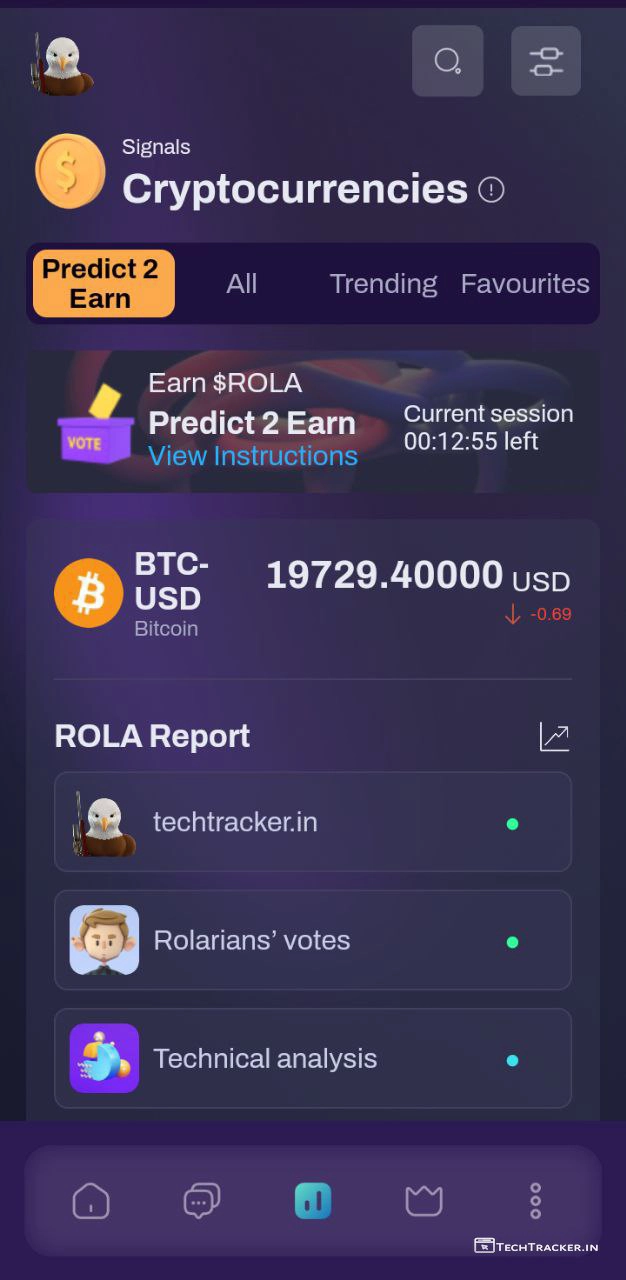 Signals
Cryptocurrencies
Predict 2
Earn
All
Trending
Favourites
Earn $ROLA
Predict 2 Earn
View Instructions
Current session
00:12:55 left
VOTE
BTC-
USD
Bitcoin
19729.40000 USD
-0.69
ROLA Report
techtracker.in
Rolarians’ votes
Technical analysis
TECHTRACKER.IN